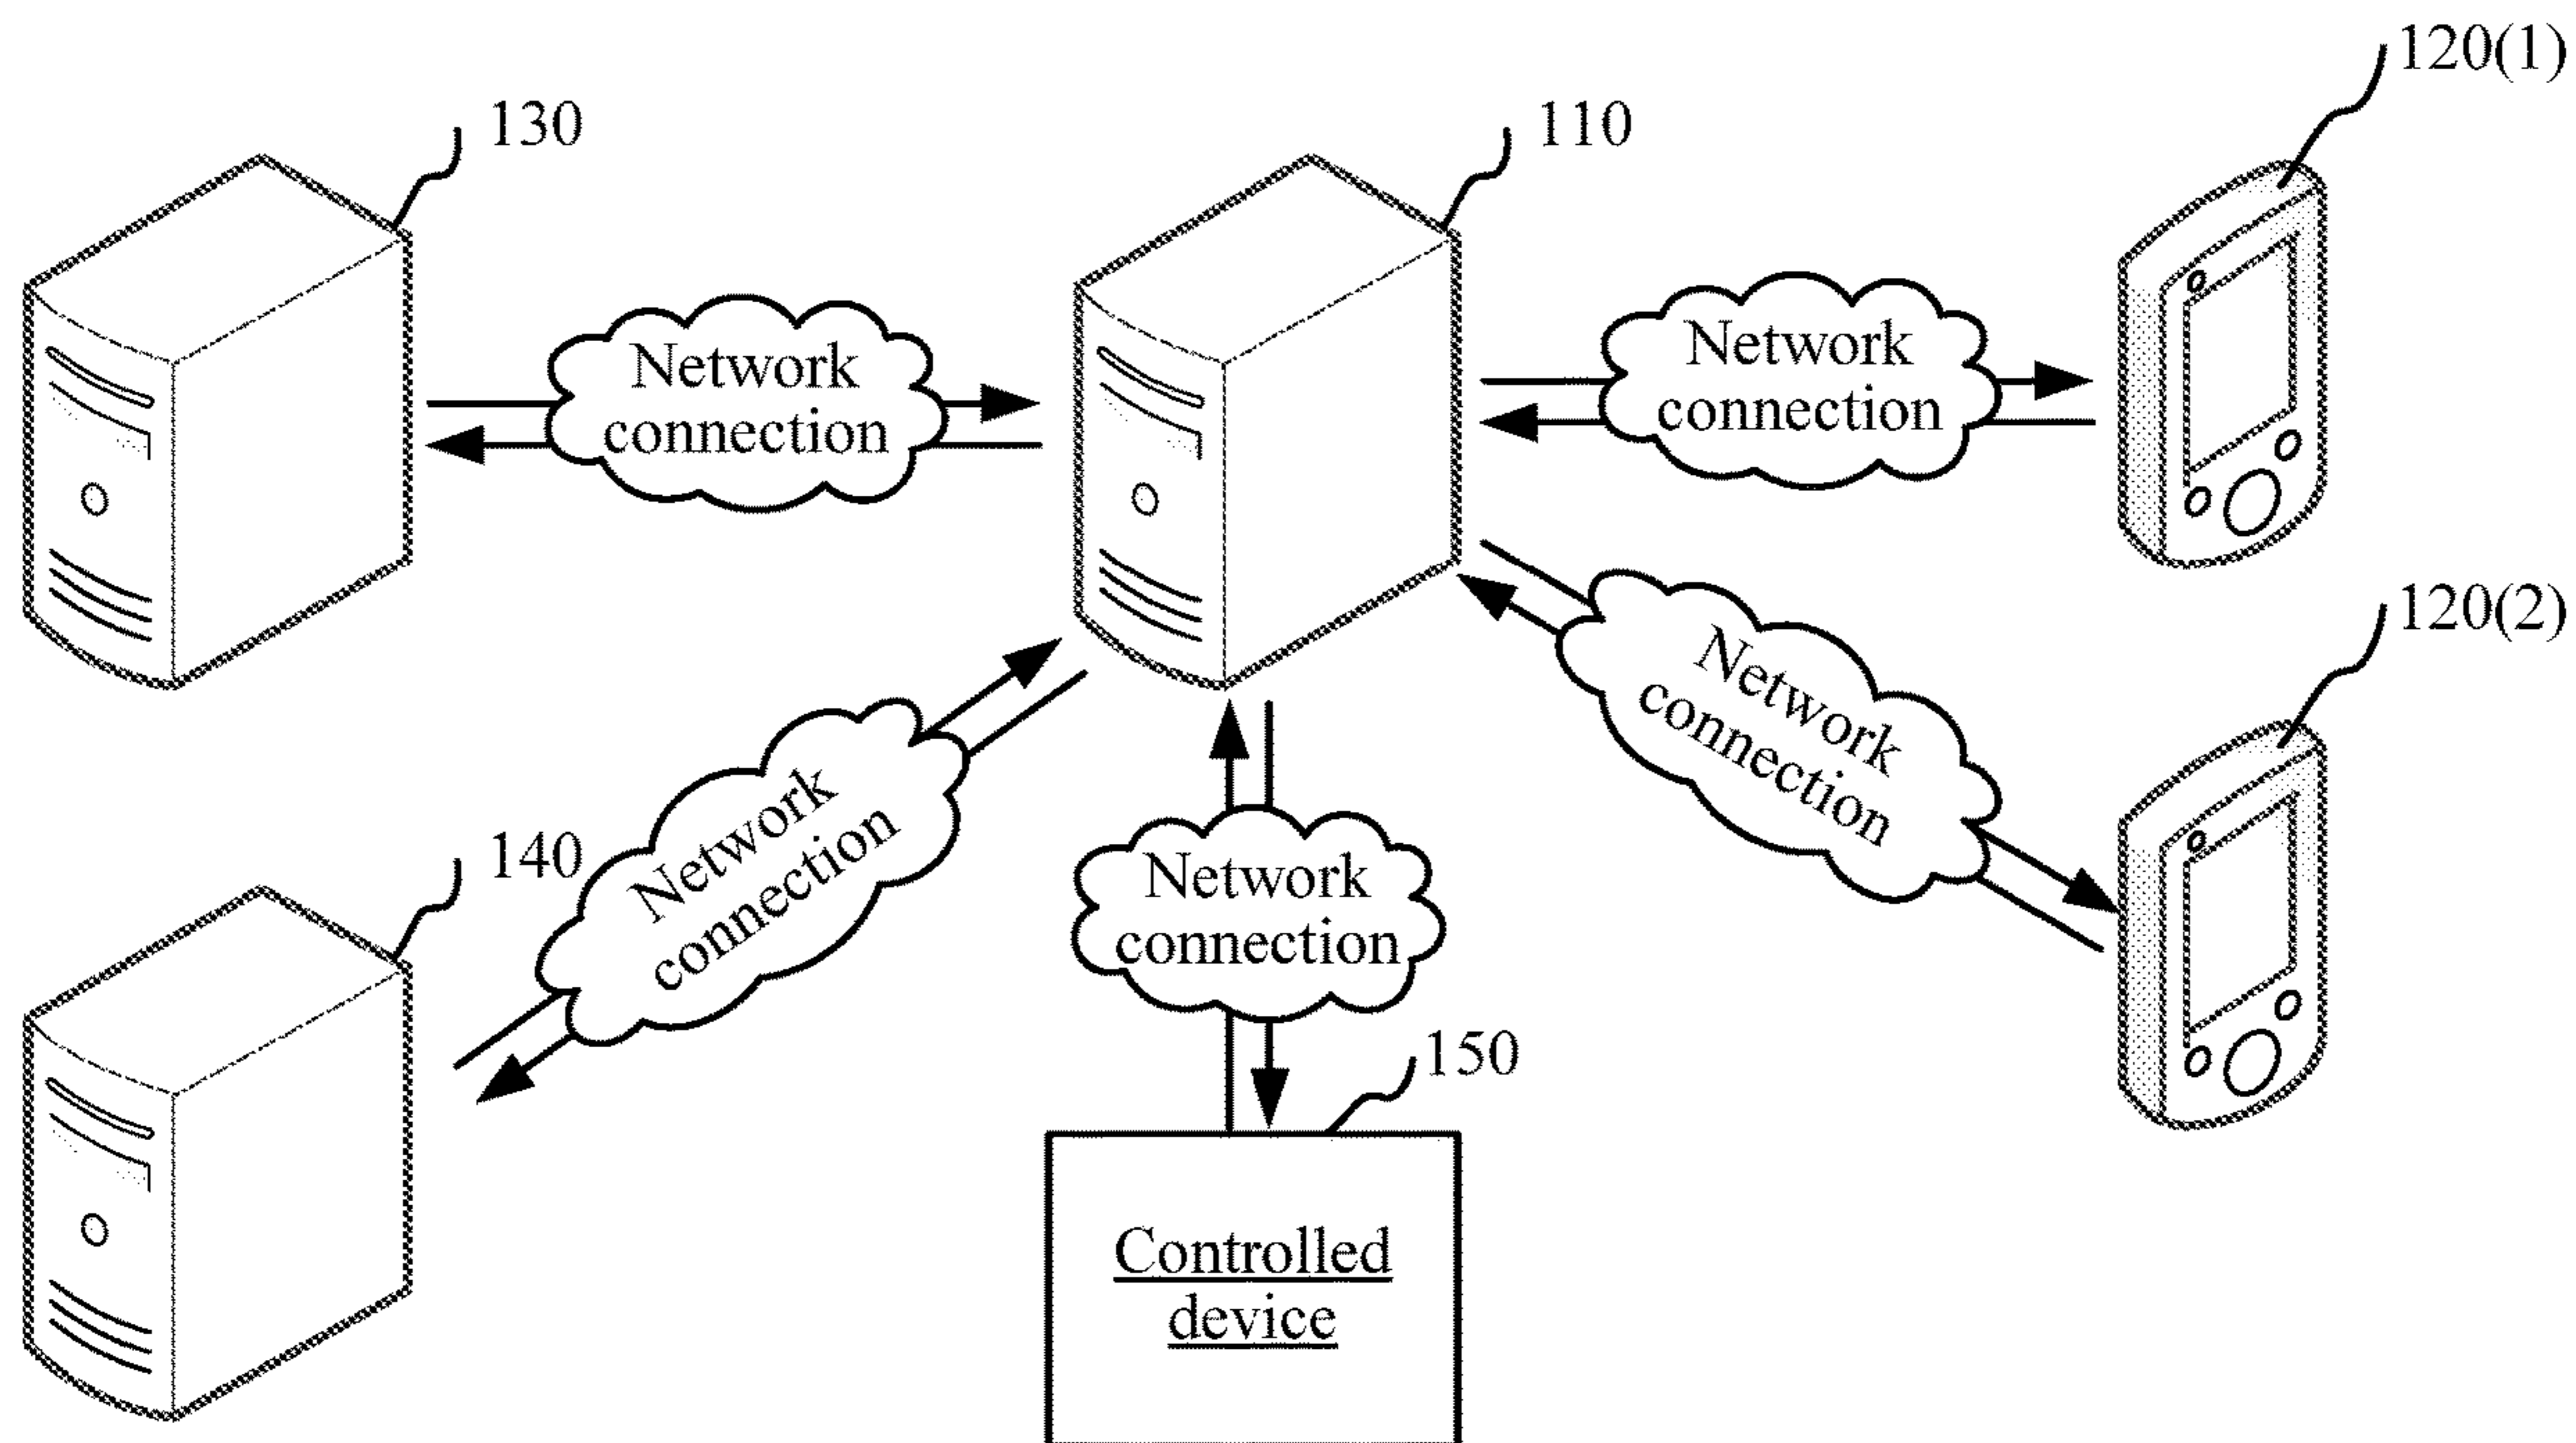 120(1)
130
110
Network
connection
Network
connection
120(2)
Network
connection
140
Network
connection
Network
connection
150
Controlled
device